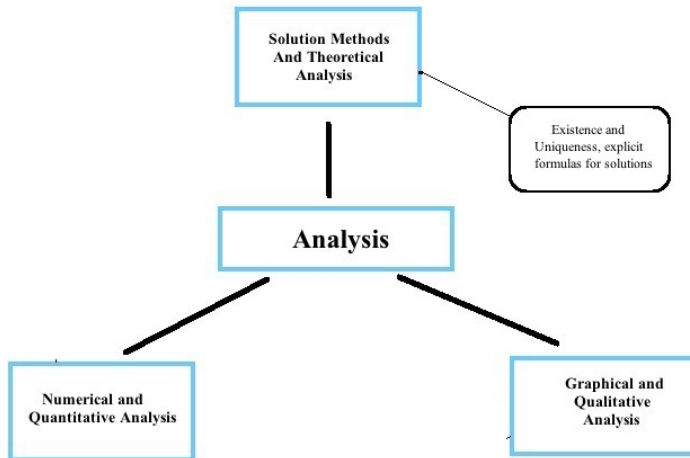 Solution Methods
And Theoretical
Analysis
Existence and
Uniqueness, explicit
formulas for solutions
Analysis
Numerical and
Quantitative Analysis
Graphical and
Qualitative
Analysis